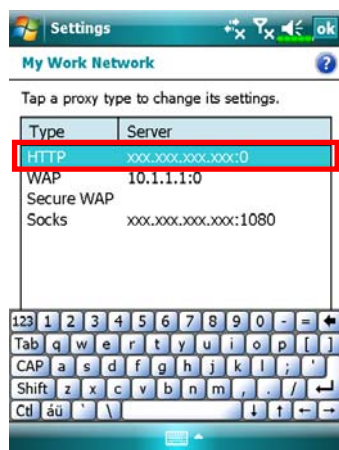 Settings ok
My Work Network ?
Tap a proxy type to change its settings.
Type Server
HTTP xxx.xxx.xxx.xxx:0
WAP 10.1.1.1:0
Secure WAP
Socks xxx.xxx.xxx.xxx:1080
123 1 2 3 4 5 6 7 8 9 0 - =
Tab q w e r t y u i o p [ ]
CAP a s d f g h j k l ; '
Shift z x c v b n m , . /
Ctl áü ` \